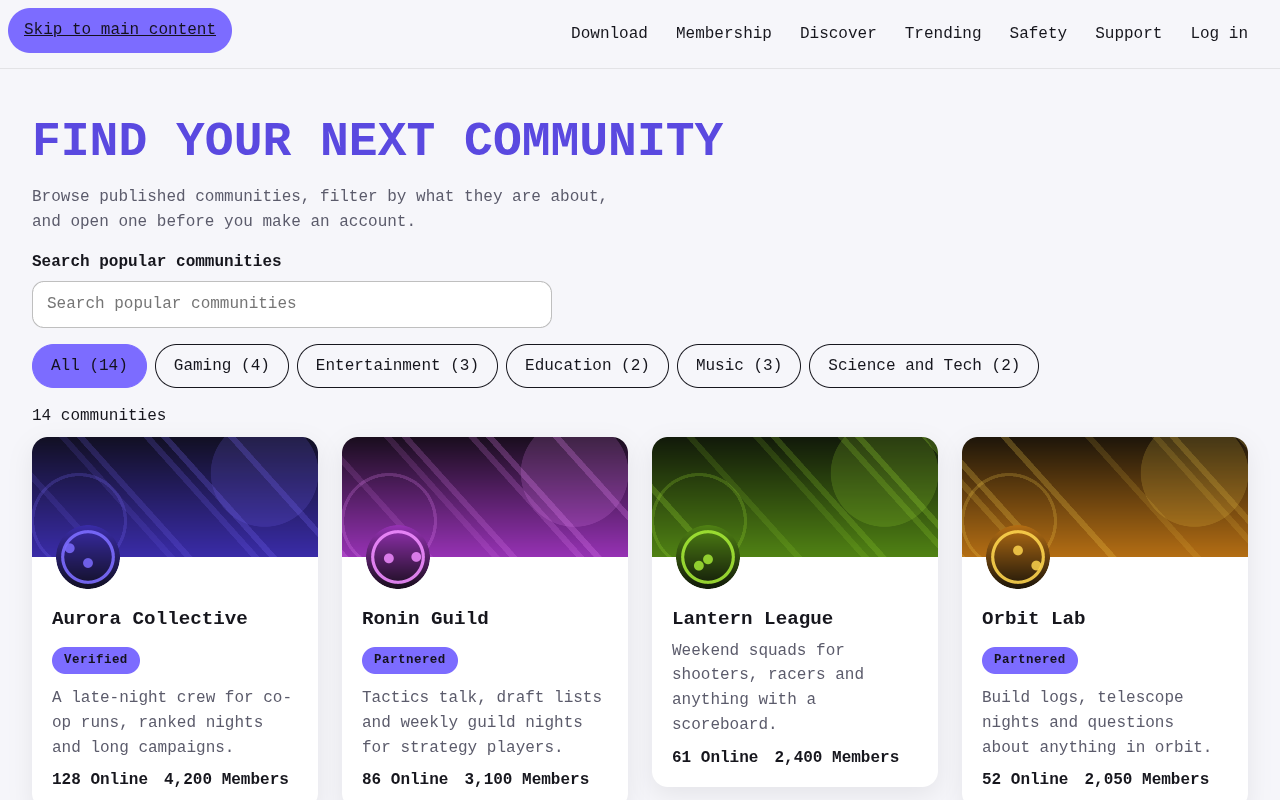 Skip to main content
Download Membership Discover Trending Safety Support Log in
FIND YOUR NEXT COMMUNITY
Browse published communities, filter by what they are about,
and open one before you make an account.
Search popular communities
Search popular communities
All (14) Gaming (4) Entertainment (3) Education (2) Music (3) Science and Tech (2)
14 communities
Aurora Collective
Verified
A late-night crew for co-
op runs, ranked nights
and long campaigns.
128 Online 4,200 Members
Ronin Guild
Partnered
Tactics talk, draft lists
and weekly guild nights
for strategy players.
86 Online 3,100 Members
Lantern League
Weekend squads for
shooters, racers and
anything with a
scoreboard.
61 Online 2,400 Members
Orbit Lab
Partnered
Build logs, telescope
nights and questions
about anything in orbit.
52 Online 2,050 Members